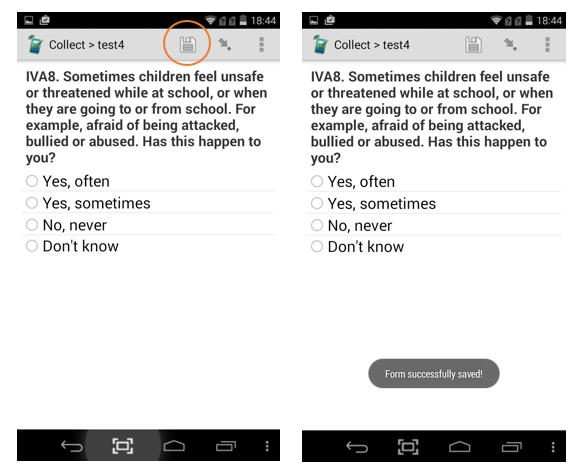 18:44
Collect > test4
IVA8. Sometimes children feel unsafe
or threatened while at school, or when
they are going to or from school. For
example, afraid of being attacked,
bullied or abused. Has this happen to
you?
Yes, often
Yes, sometimes
No, never
Don't know
18:44
Collect > test4
IVA8. Sometimes children feel unsafe
or threatened while at school, or when
they are going to or from school. For
example, afraid of being attacked,
bullied or abused. Has this happen to
you?
Yes, often
Yes, sometimes
No, never
Don't know
Form successfully saved!